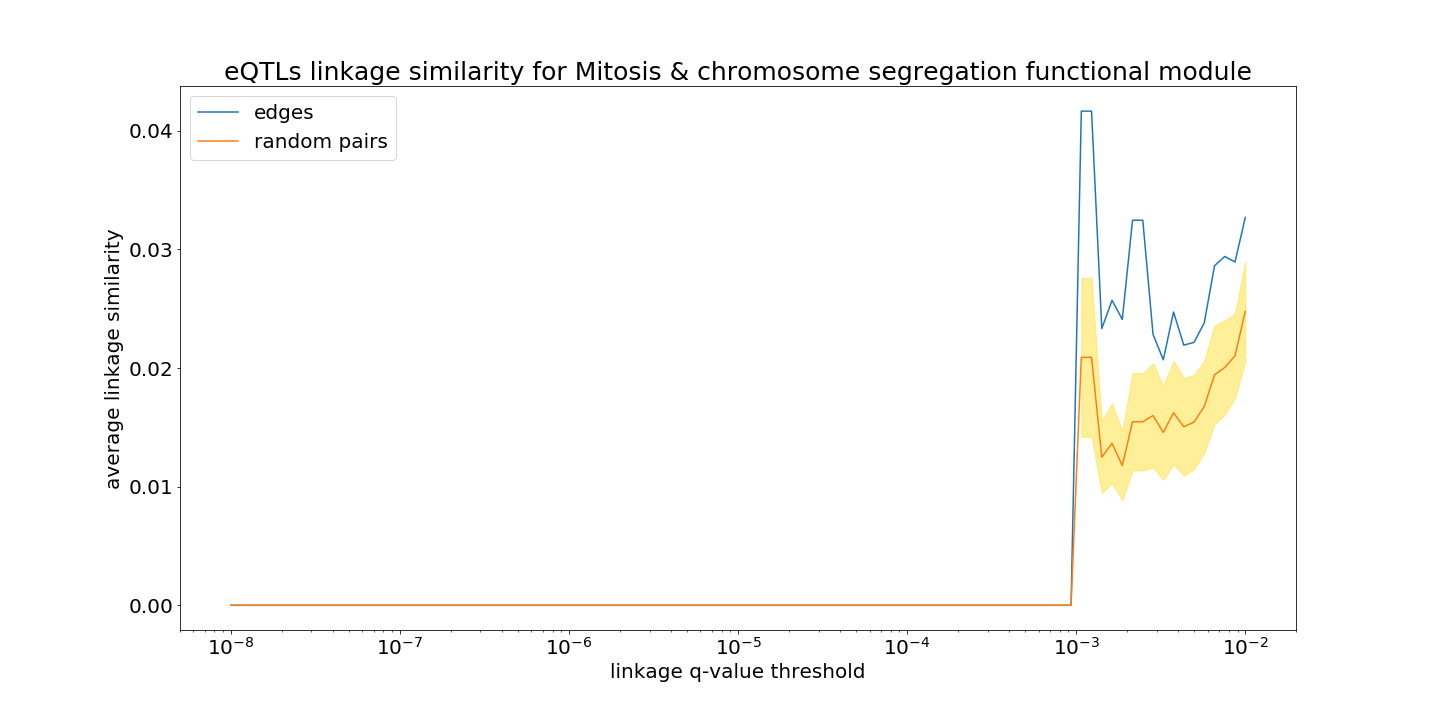 eQTLs linkage similarity for Mitosis & chromosome segregation functional module
edges
random pairs
average linkage similarity
0.04
0.03
0.02
0.01
0.00
10⁻⁸ 10⁻⁷ 10⁻⁶ 10⁻⁵ 10⁻⁴ 10⁻³ 10⁻²
linkage q-value threshold